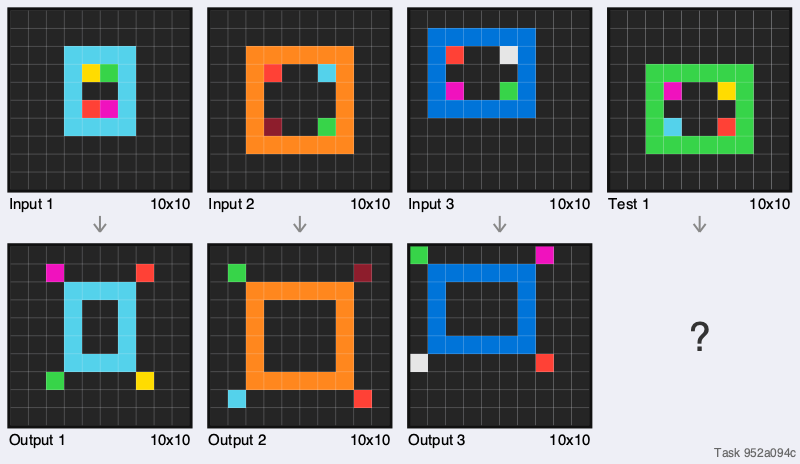 Input 1 10x10 Input 2 10x10 Input 3 10x10 Test 1 10x10
?
Output 1 10x10 Output 2 10x10 Output 3 10x10
Task 952a094c